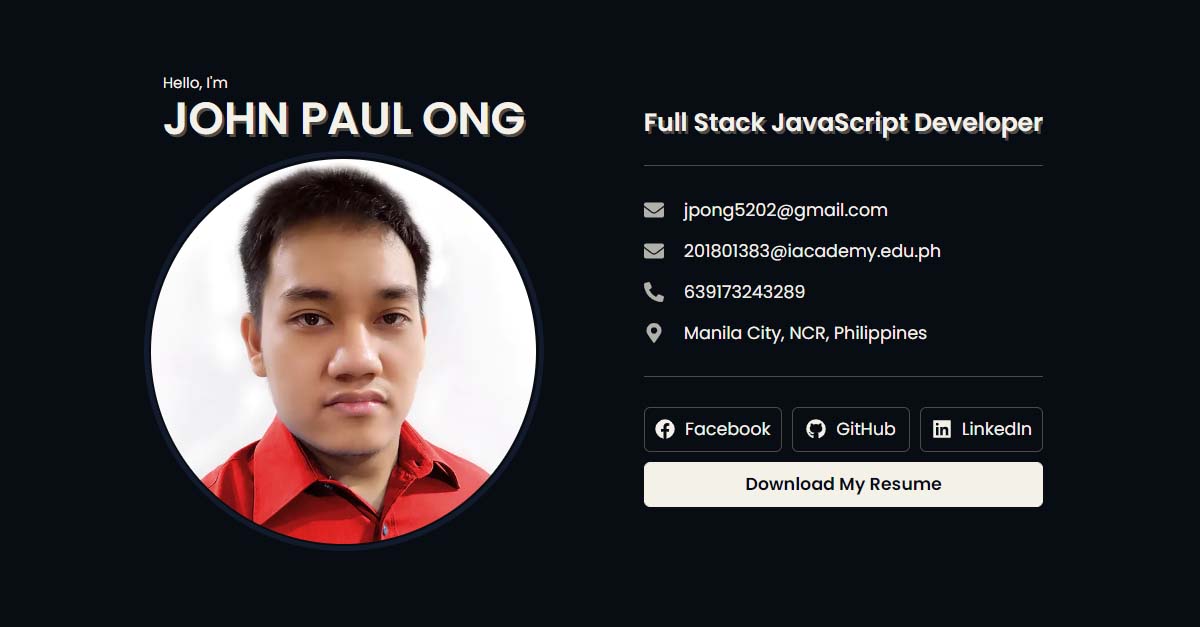 Hello, I'm
JOHN PAUL ONG
Full Stack JavaScript Developer
jpong5202@gmail.com
201801383@iacademy.edu.ph
639173243289
Manila City, NCR, Philippines
Facebook
GitHub
LinkedIn
Download My Resume